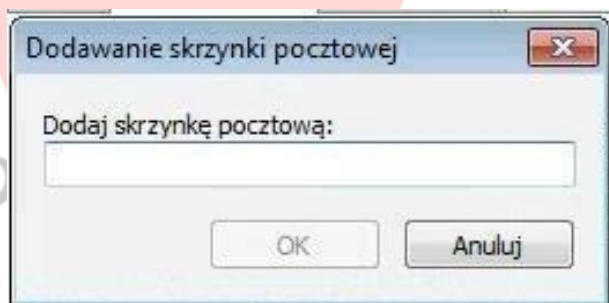 Dodawanie skrzynki pocztowej
Dodaj skrzynkę pocztową:
OK
Anuluj